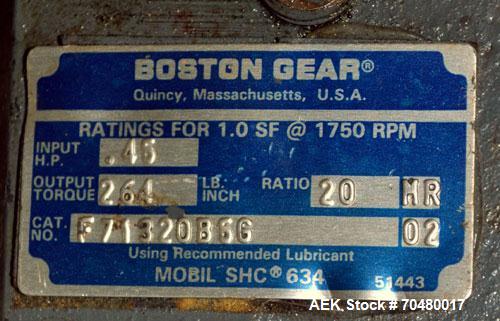 BOSTON GEAR®
Quincy, Massachusetts, U.S.A.
RATINGS FOR 1.0 SF @ 1750 RPM
INPUT H.P. .45
OUTPUT TORQUE 264 LB. INCH RATIO 20 MR
CAT. NO. F71320B5G 02
Using Recommended Lubricant
MOBIL SHC® 634 51443
AEK, Stock # 70480017